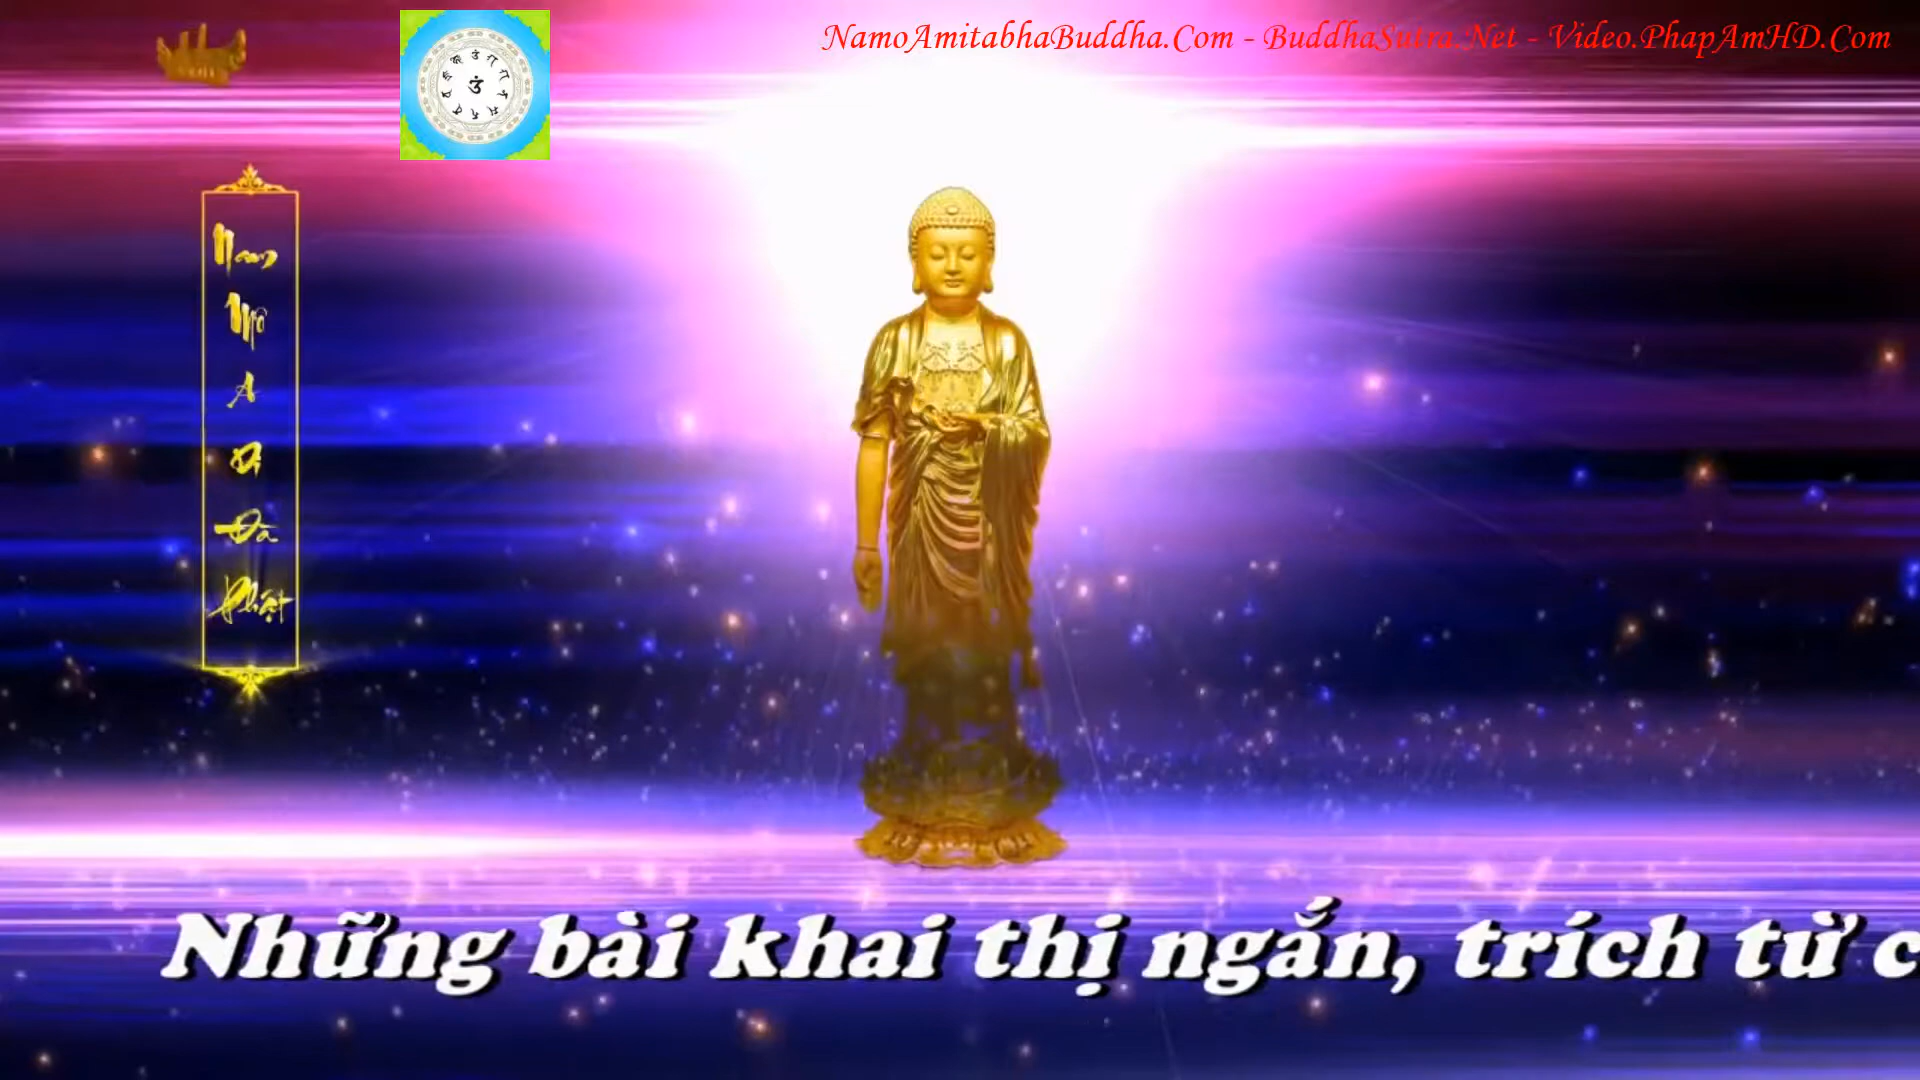 NamoAmitabhaBuddha.Com - BuddhaSutra.Net - Video.PhapAmHD.Com
Nam
Mô
A
Di
Đà
Phật
Những bài khai thị ngắn, trích từ c